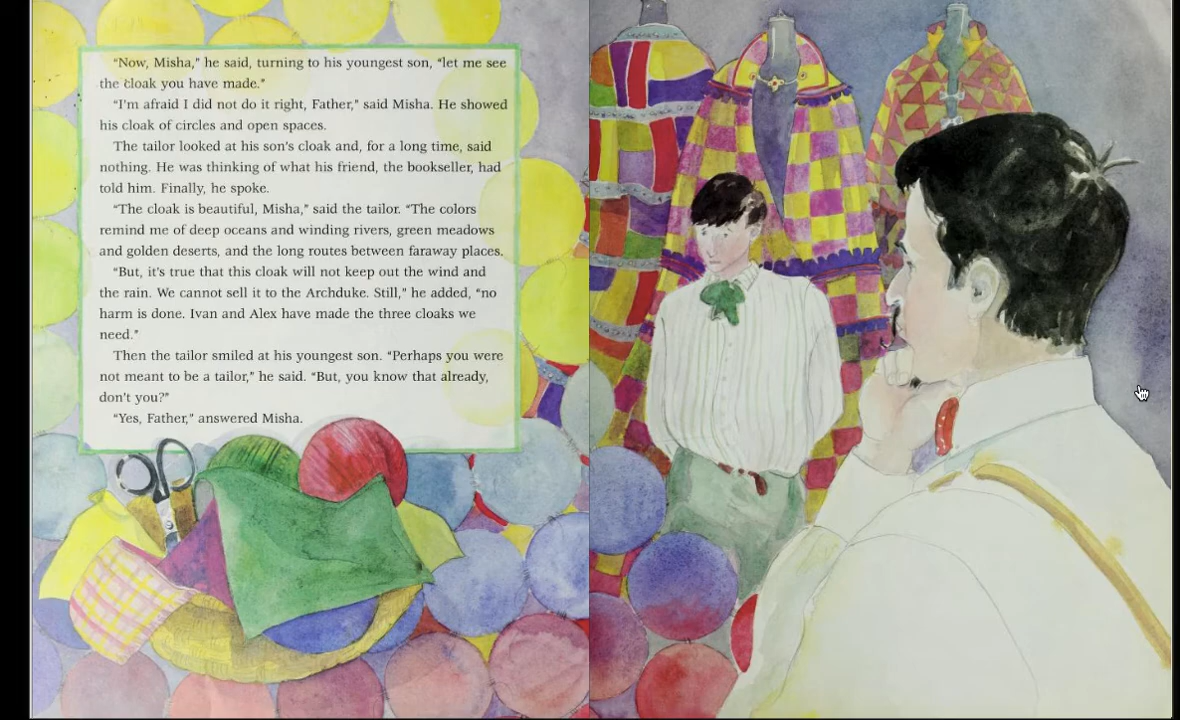 “Now, Misha,” he said, turning to his youngest son, “let me see
the cloak you have made.”
“I’m afraid I did not do it right, Father,” said Misha. He showed
his cloak of circles and open spaces.
The tailor looked at his son’s cloak and, for a long time, said
nothing. He was thinking of what his friend, the bookseller, had
told him. Finally, he spoke.
“The cloak is beautiful, Misha,” said the tailor. “The colors
remind me of deep oceans and winding rivers, green meadows
and golden deserts, and the long routes between faraway places.
“But, it’s true that this cloak will not keep out the wind and
the rain. We cannot sell it to the Archduke. Still,” he added, “no
harm is done. Ivan and Alex have made the three cloaks we
need.”
Then the tailor smiled at his youngest son. “Perhaps you were
not meant to be a tailor,” he said. “But, you know that already,
don’t you?”
“Yes, Father,” answered Misha.